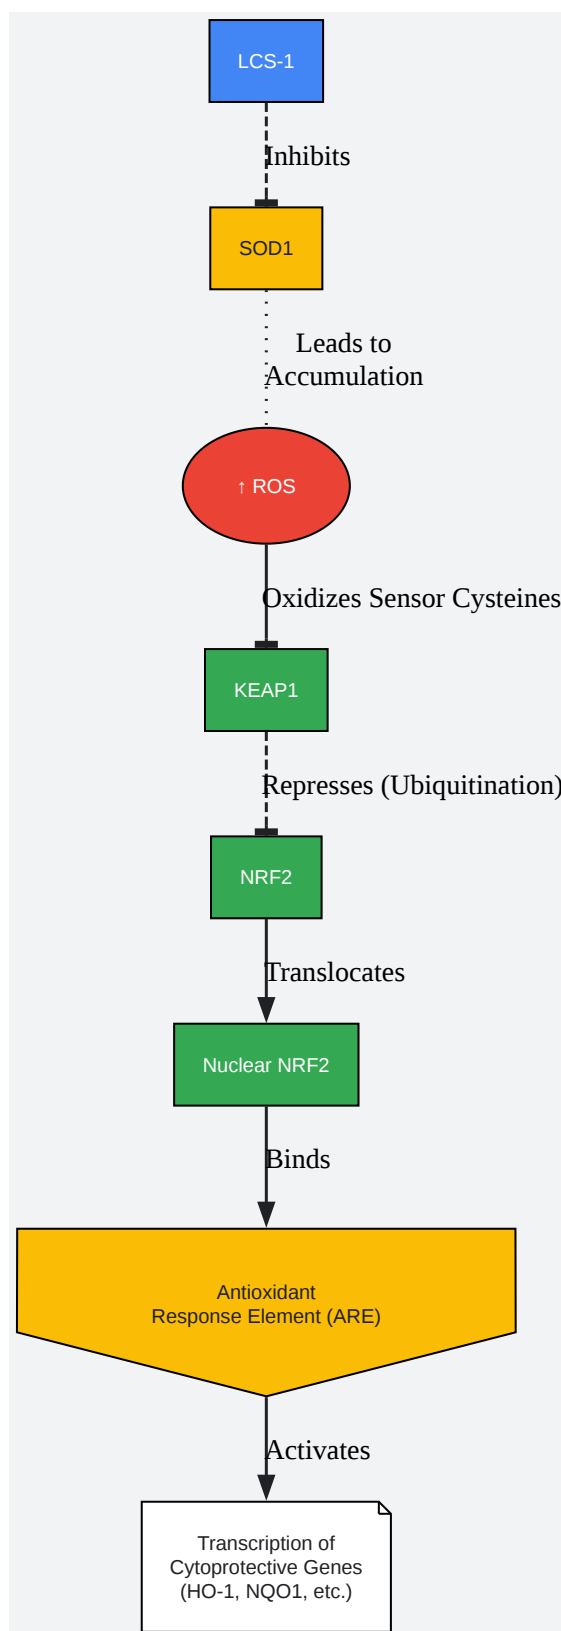 LCS-1
Inhibits
SOD1
Leads to
Accumulation
↑ ROS
Oxidizes Sensor Cysteines
KEAP1
Represses (Ubiquitination)
NRF2
Translocates
Nuclear NRF2
Binds
Antioxidant
Response Element (ARE)
Activates
Transcription of
Cytoprotective Genes
(HO-1, NQO1, etc.)